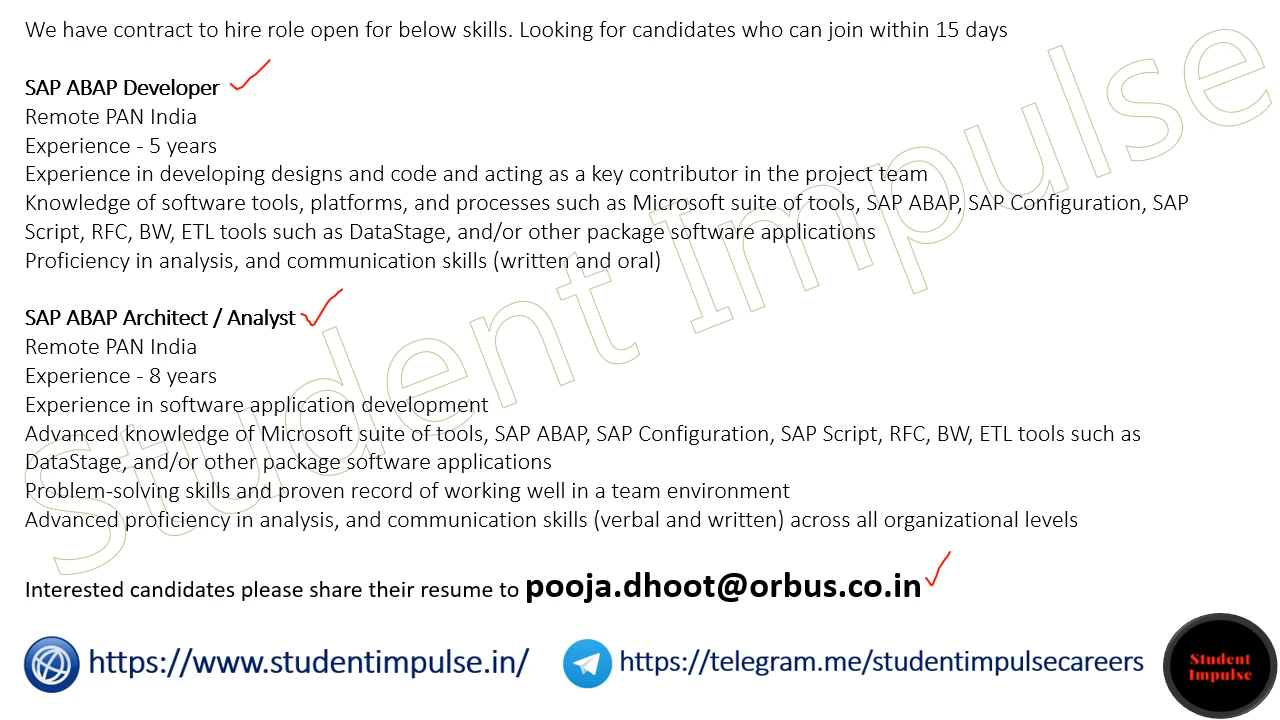 We have contract to hire role open for below skills. Looking for candidates who can join within 15 days
SAP ABAP Developer
Remote PAN India
Experience - 5 years
Experience in developing designs and code and acting as a key contributor in the project team
Knowledge of software tools, platforms, and processes such as Microsoft suite of tools, SAP ABAP, SAP Configuration, SAP
Script, RFC, BW, ETL tools such as DataStage, and/or other package software applications
Proficiency in analysis, and communication skills (written and oral)
SAP ABAP Architect / Analyst
Remote PAN India
Experience - 8 years
Experience in software application development
Advanced knowledge of Microsoft suite of tools, SAP ABAP, SAP Configuration, SAP Script, RFC, BW, ETL tools such as
DataStage, and/or other package software applications
Problem-solving skills and proven record of working well in a team environment
Advanced proficiency in analysis, and communication skills (verbal and written) across all organizational levels
Interested candidates please share their resume to pooja.dhoot@orbus.co.in
https://www.studentimpulse.in/
https://telegram.me/studentimpulsecareers
Student
Impulse
Student Impulse